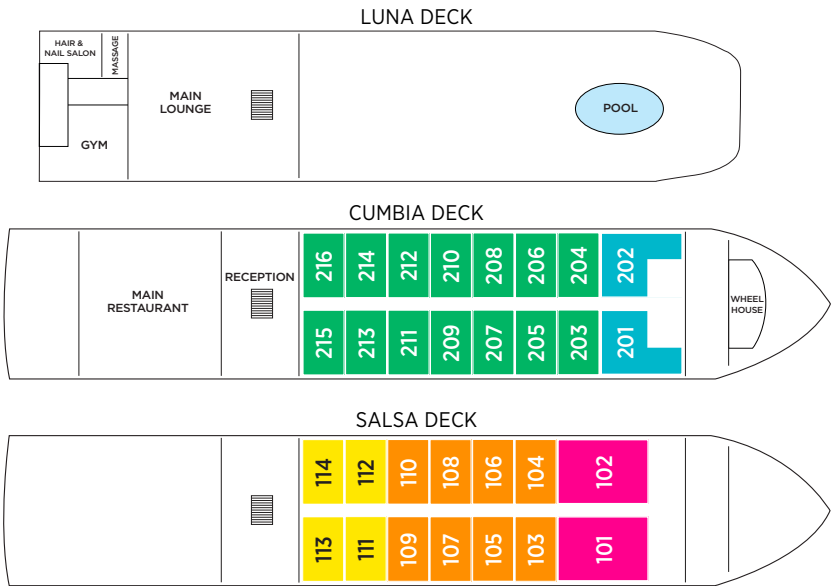 LUNA DECK
HAIR &
NAIL SALON
MASSAGE
MAIN
LOUNGE
POOL
GYM
CUMBIA DECK
216
214
212
210
208
206
204
202
RECEPTION
MAIN
RESTAURANT
WHEEL
HOUSE
215
213
211
209
207
205
203
201
SALSA DECK
114
112
110
108
106
104
102
113
111
109
107
105
103
101